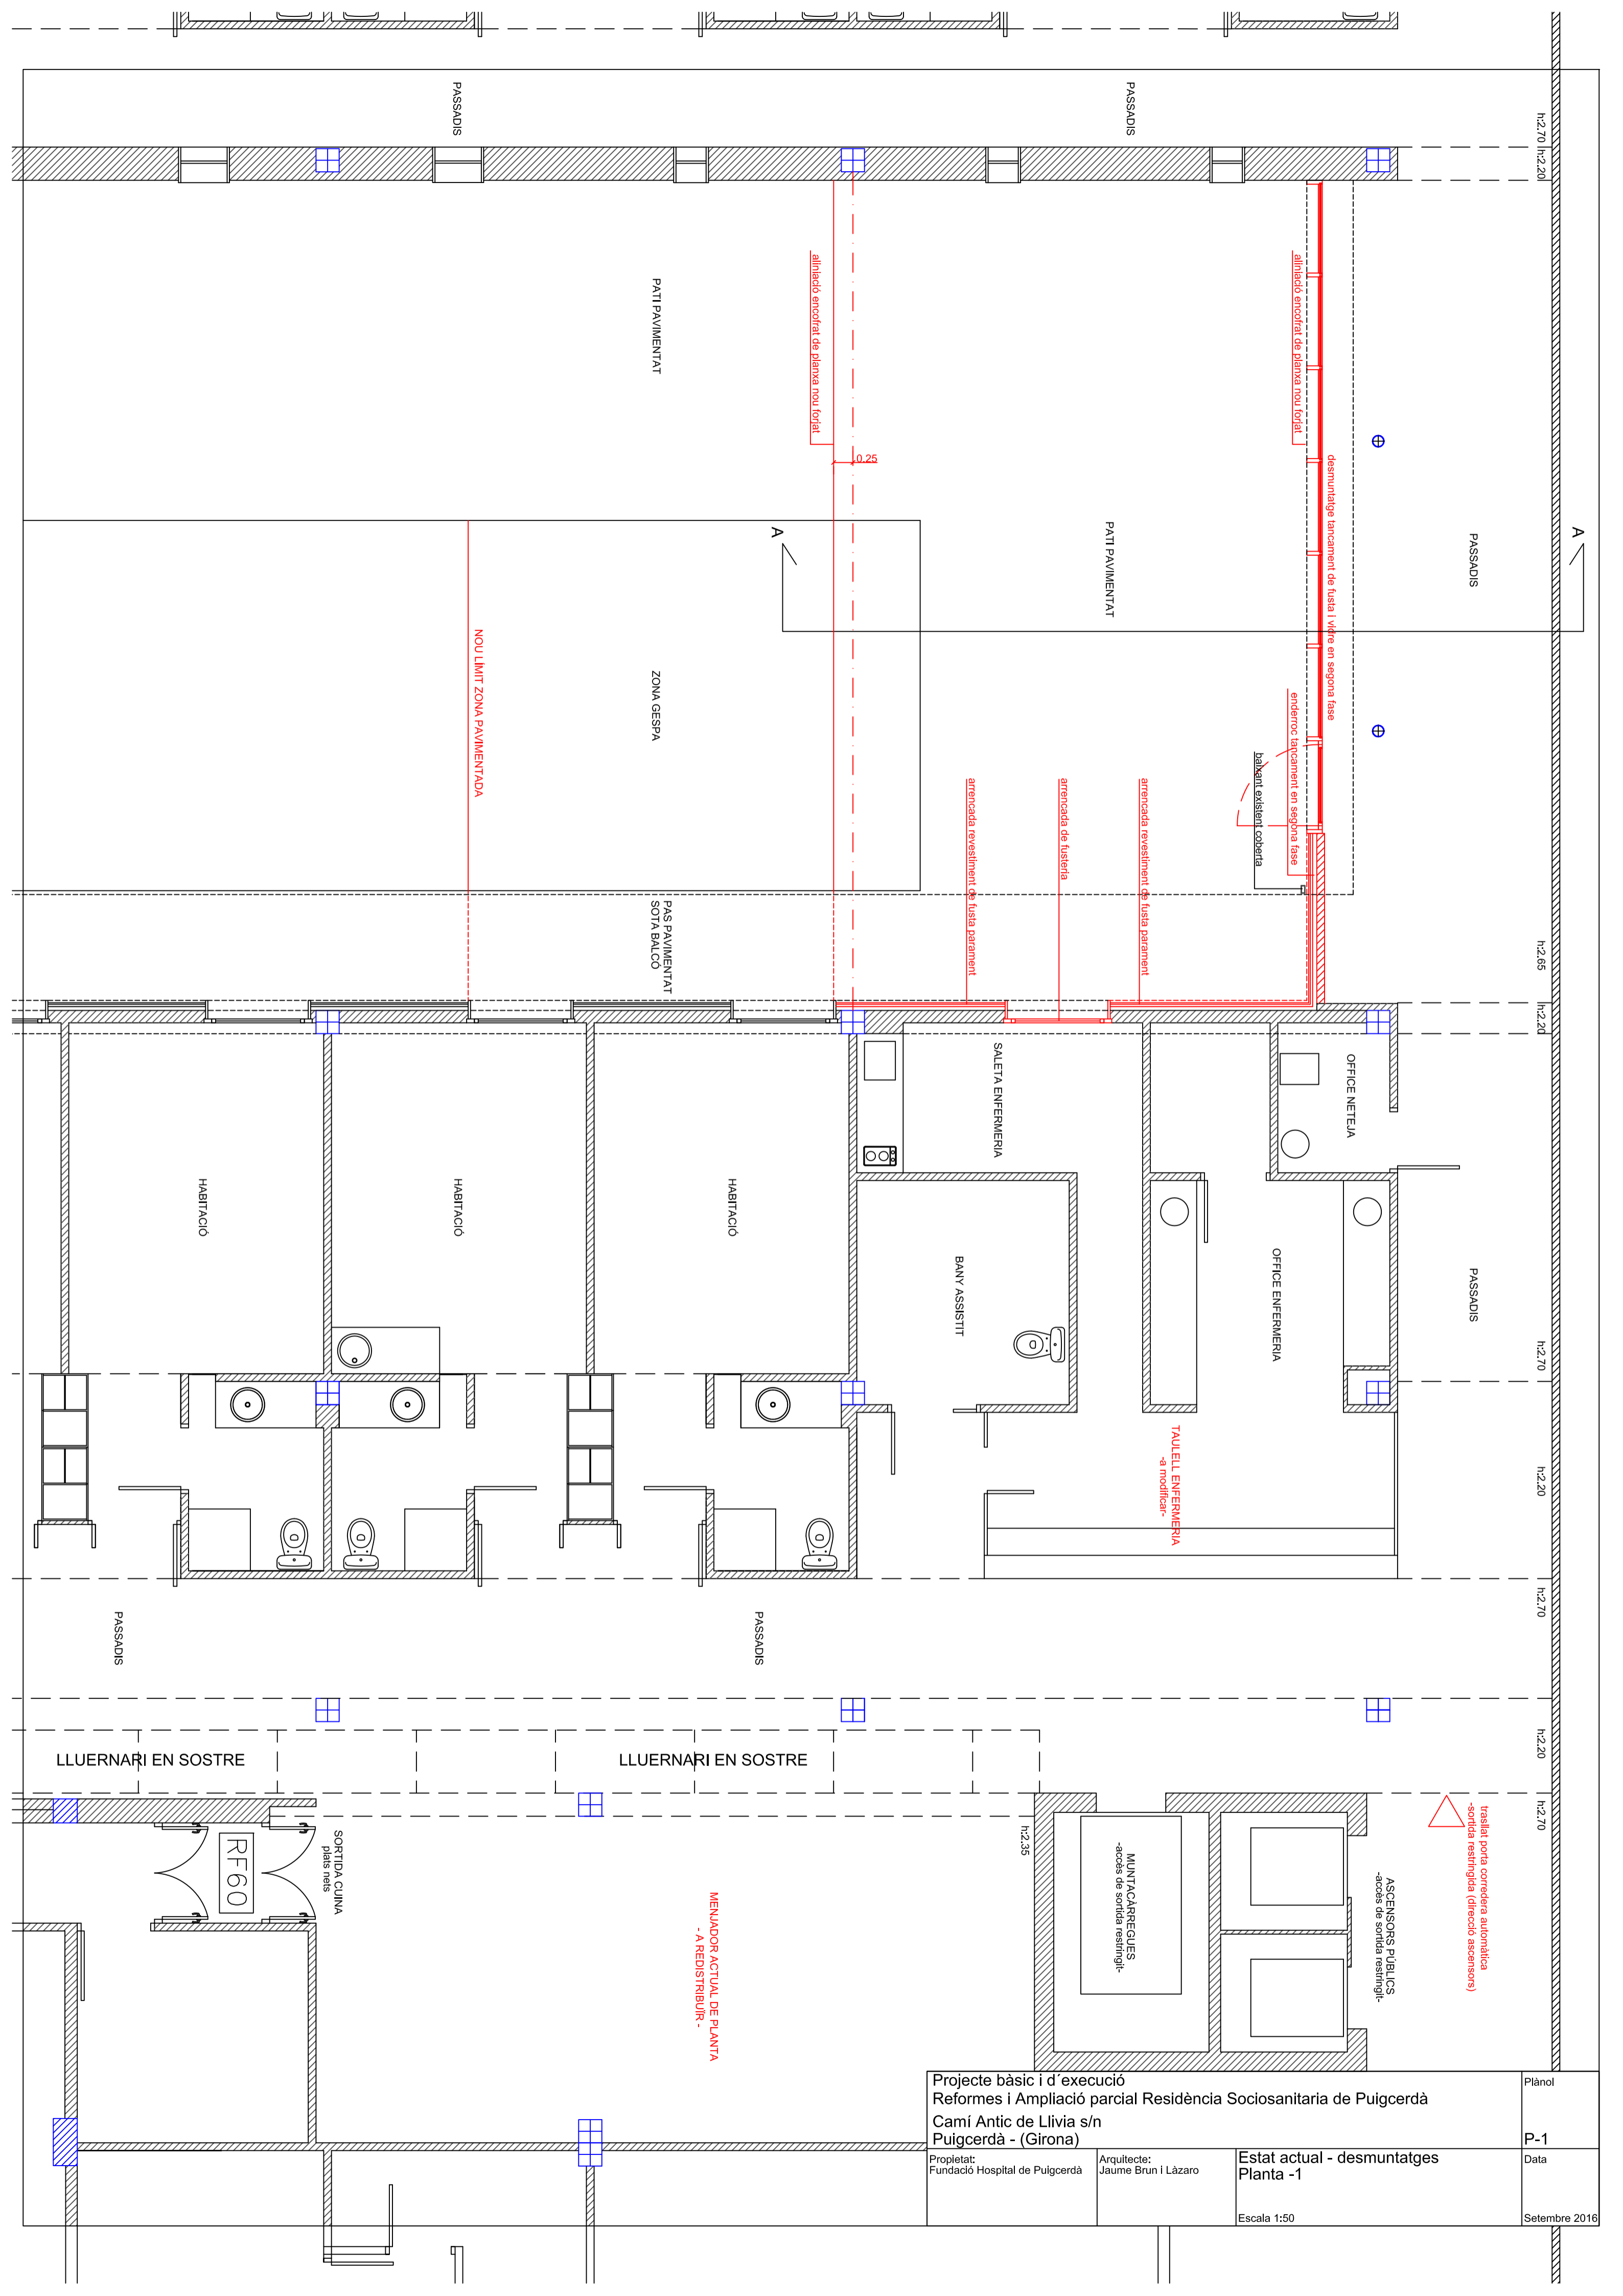 PASSADIS
PASSADIS
h:2.70
h:2.20
aliniació encofrat de planxa nou forjat
aliniació encofrat de planxa nou forjat
PATI PAVIMENTAT
0.25
desmuntatge tancament de fusta i vidre en segona fase
A
A
PATI PAVIMENTAT
PASSADIS
NOU LÍMIT ZONA PAVIMENTADA
ZONA GESPA
enderroc tancament en segona fase
baixant existent coberta
arrencada revestiment de fusta parament
arrencada de fusteria
arrencada revestiment de fusta parament
PAS PAVIMENTAT
SOTA BALCÓ
h:2.65
h:2.20
SALETA ENFERMERIA
OFFICE NETEJA
HABITACIÓ
HABITACIÓ
HABITACIÓ
BANY ASSISTIT
OFFICE ENFERMERIA
PASSADIS
h:2.70
TAULELL ENFERMERIA
-a modificar-
h:2.20
PASSADIS
PASSADIS
h:2.70
LLUERNARI EN SOSTRE
LLUERNARI EN SOSTRE
h:2.20
h:2.70
h:2.35
RF60
SORTIDA CUINA
plats nets
MENJADOR ACTUAL DE PLANTA
- A REDISTRIBUÏR -
MUNTACÀRREGUES
-accès de sortida restringit-
ASCENSORS PÚBLICS
-accès de sortida restringit-
trasllat porta corredera automàtica
-sortida restringida (direcció ascensors)
Projecte bàsic i d´execució
Reformes i Ampliació parcial Residència Sociosanitaria de Puigcerdà
Camí Antic de Llivia s/n
Puigcerdà - (Girona)
Plànol
P-1
Propietat:
Fundació Hospital de Puigcerdà
Arquitecte:
Jaume Brun i Làzaro
Estat actual - desmuntatges
Planta -1
Escala 1:50
Data
Setembre 2016